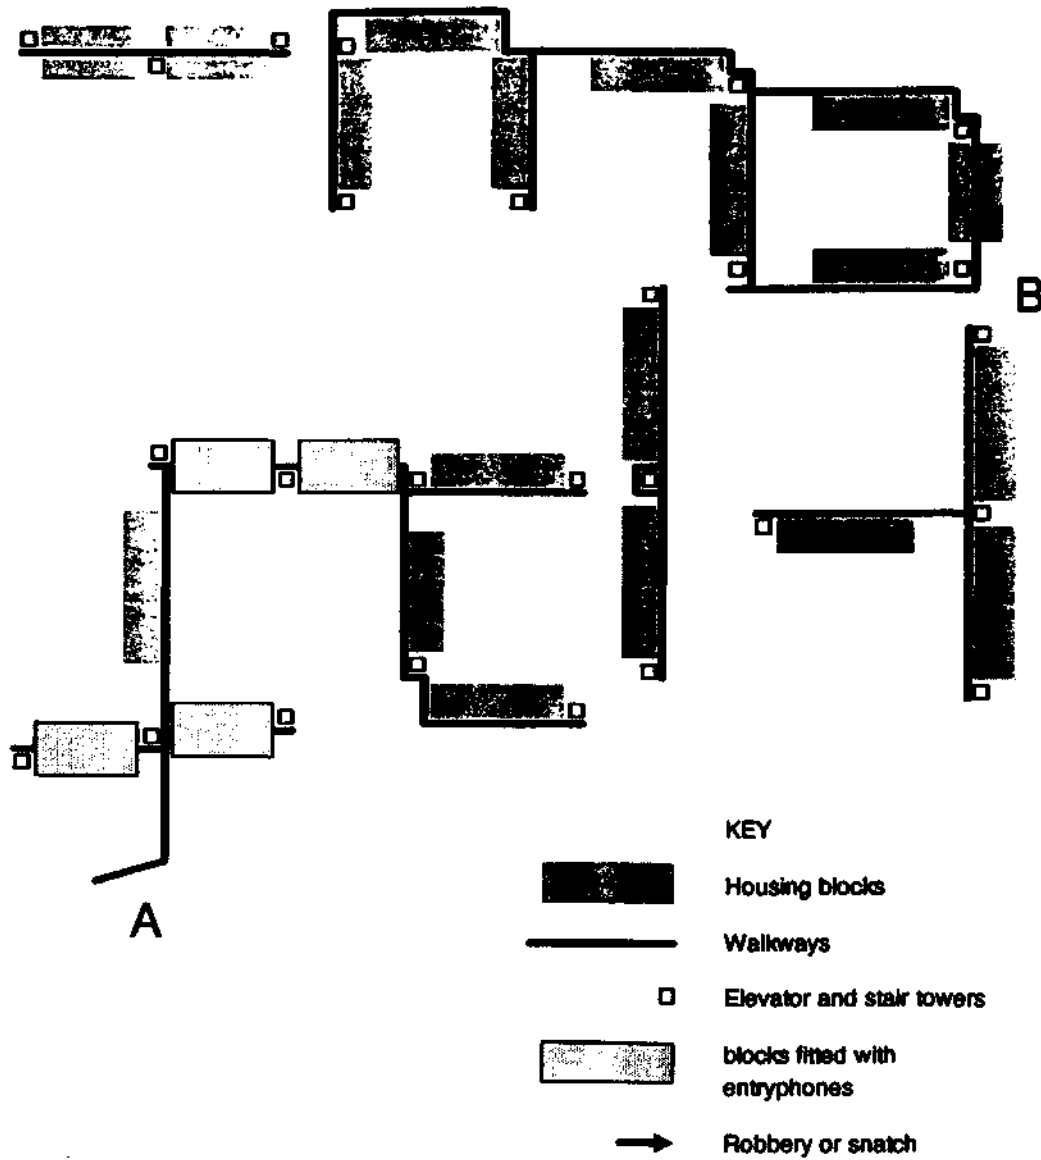 B
A
KEY
Housing blocks
Walkways
Elevator and stair towers
blocks fitted with
entryphones
Robbery or snatch